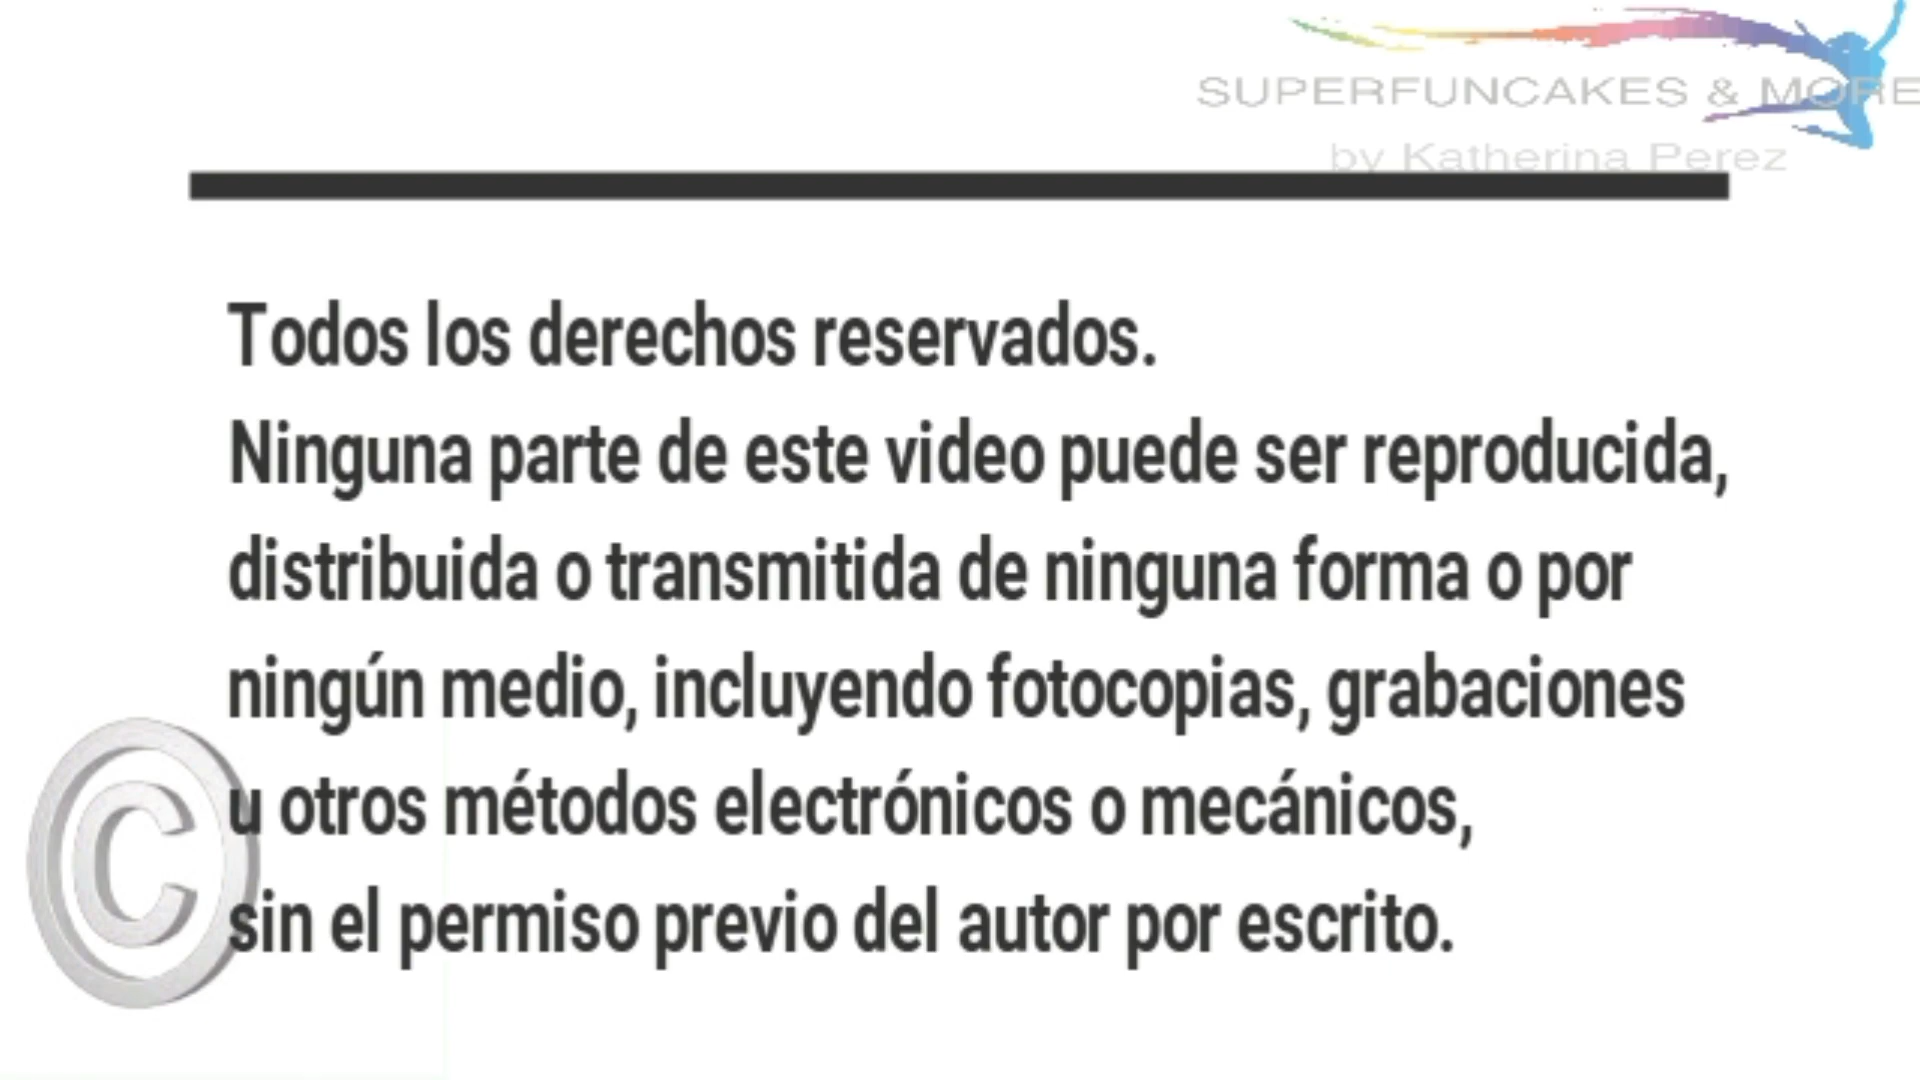 SUPERFUNCAKES & MORE
by Katherina Perez
Todos los derechos reservados.
Ninguna parte de este video puede ser reproducida,
distribuida o transmitida de ninguna forma o por
ningún medio, incluyendo fotocopias, grabaciones
u otros métodos electrónicos o mecánicos,
sin el permiso previo del autor por escrito.
©